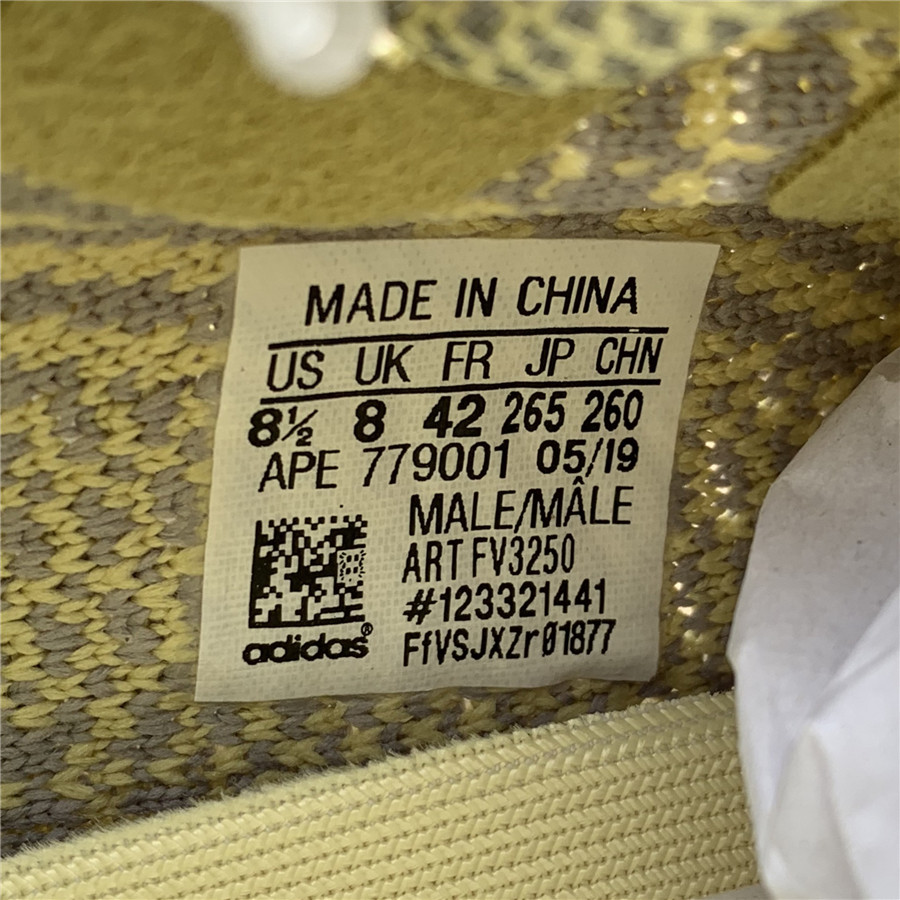 MADE IN CHINA
US UK FR JP CHN
8½ 8 42 265 260
APE 779001 05/19
MALE/MÂLE
ART FV3250
#123321441
FfVSJXZr01877
adidas®